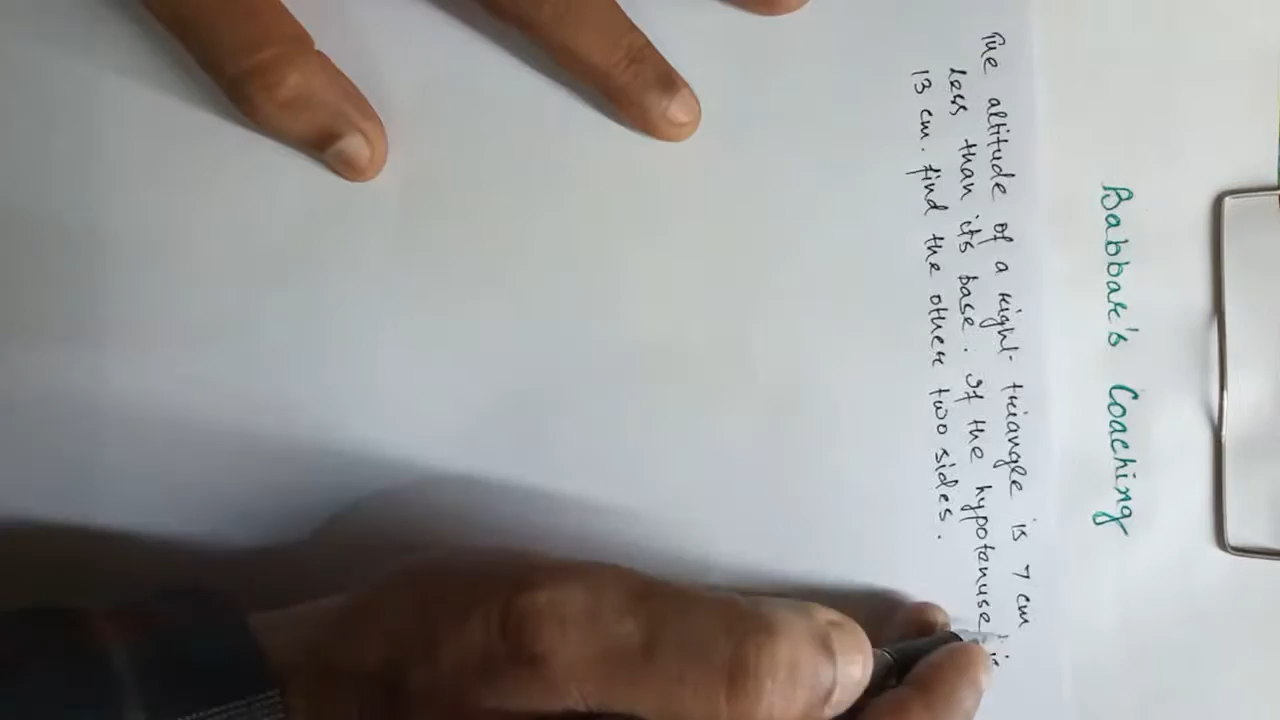 Babbar's Coaching
The altitude of a right triangle is 7 cm
less than its base. If the hypotenuse is
13 cm. find the other two sides.